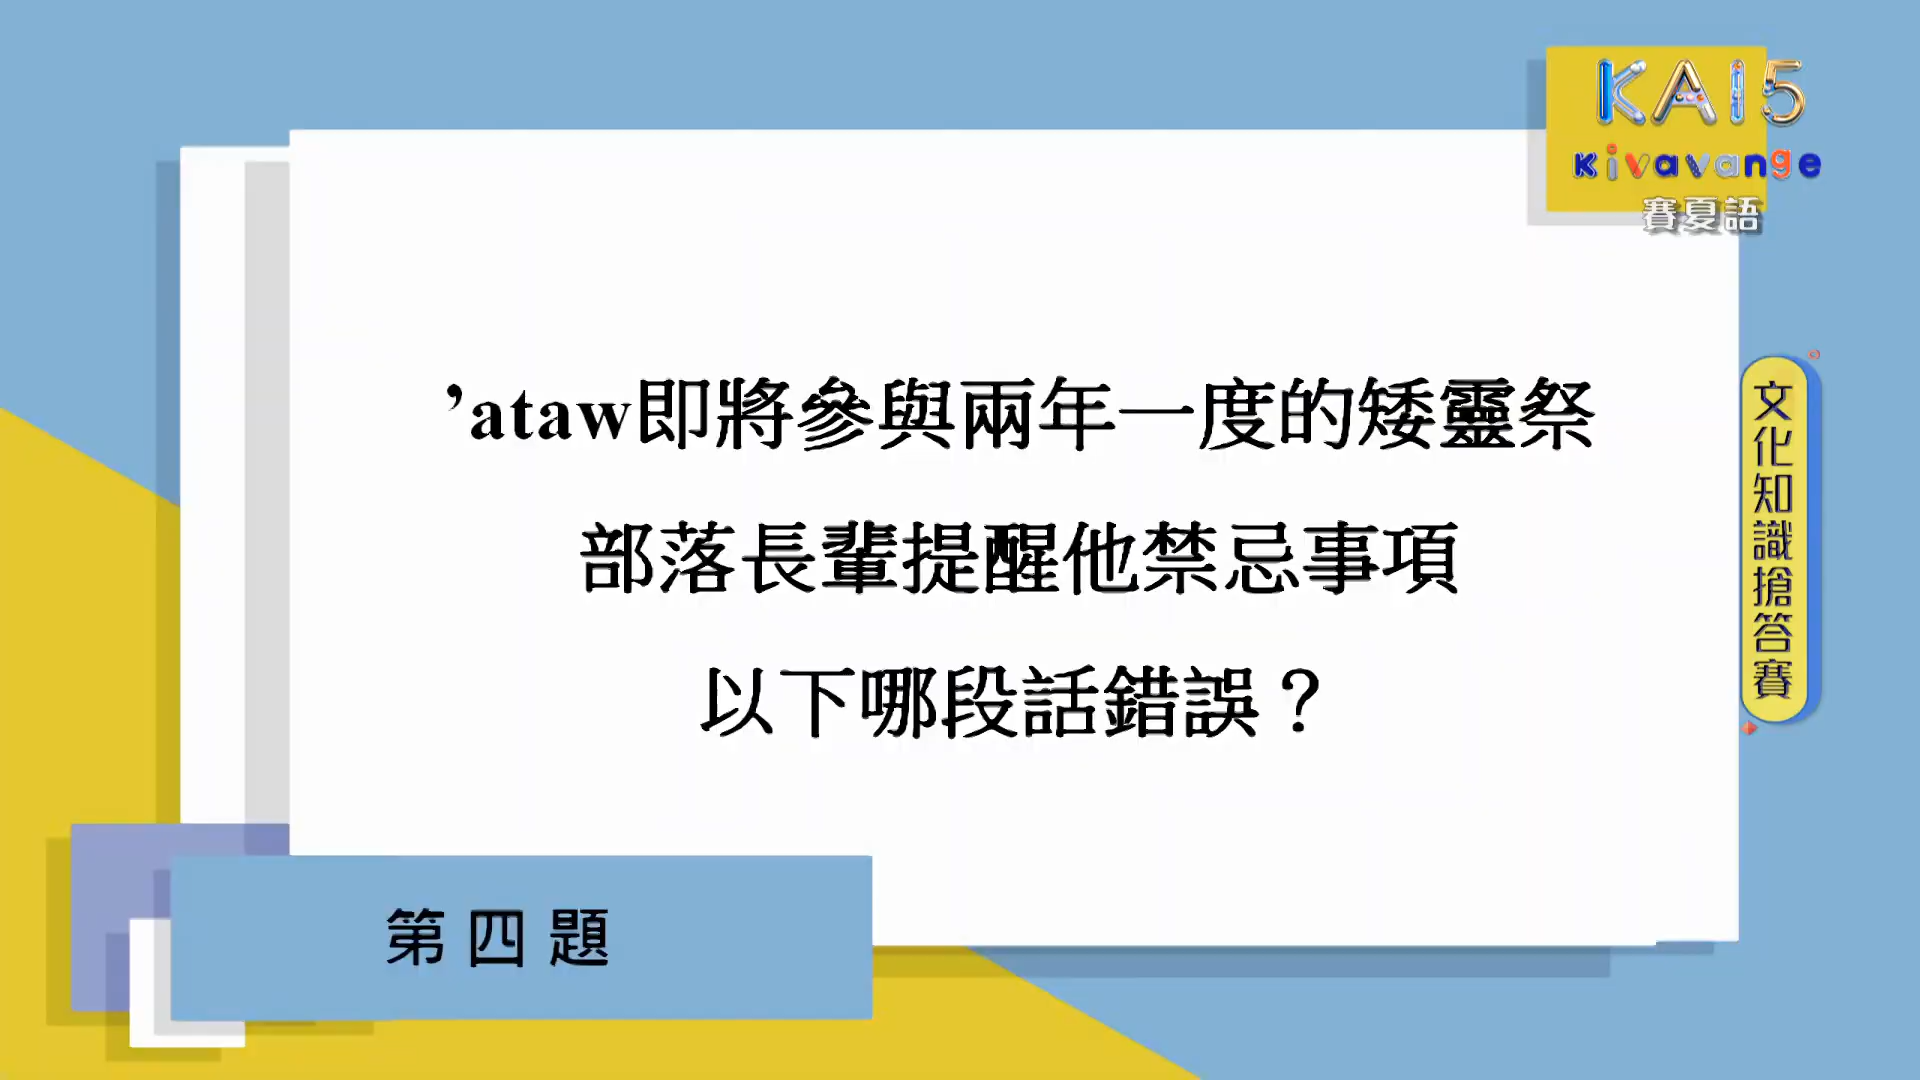 KAI5
Kivavange
賽夏語
’ataw即將參與兩年一度的矮靈祭
部落長輩提醒他禁忌事項
以下哪段話錯誤？
文化知識搶答賽
第四題